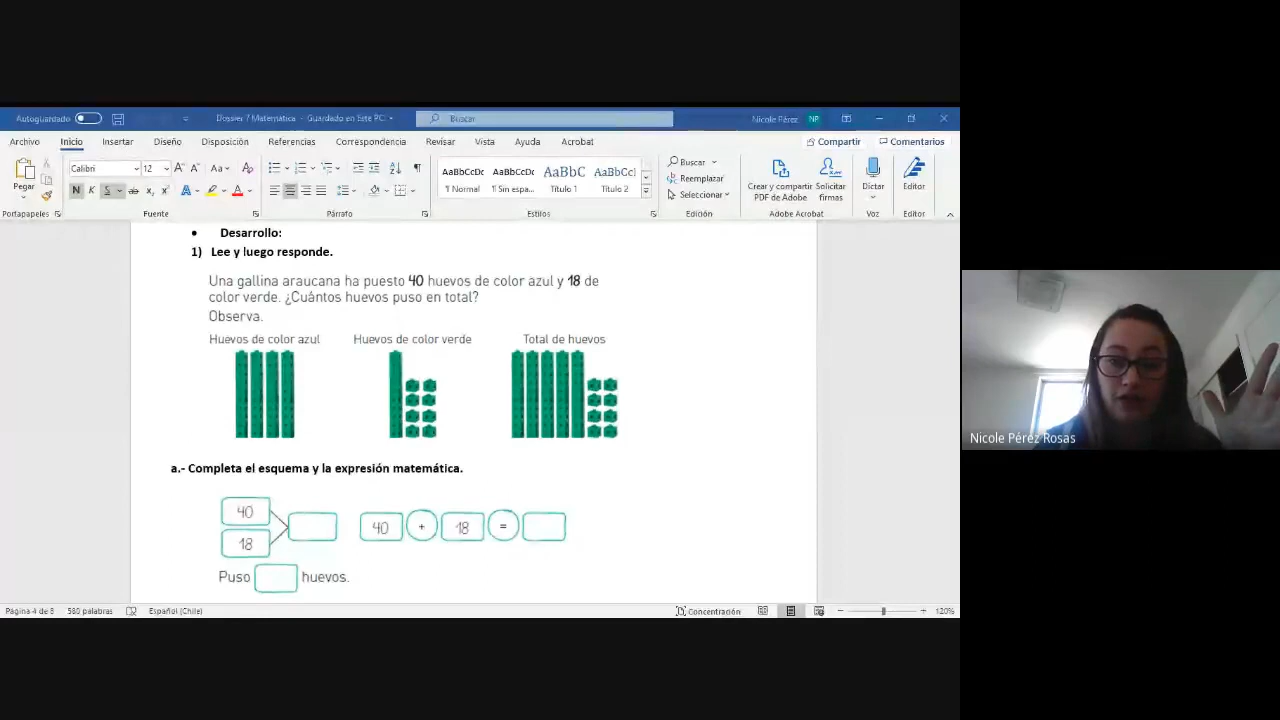 Autoguardado
Dossier 7 Matemática - Guardado en Este PC
Buscar
Nicole Pérez
NP
Archivo Inicio Insertar Diseño Disposición Referencias Correspondencia Revisar Vista Ayuda Acrobat
Compartir Comentarios
Pegar
Calibri 12
N K S ab x₂ x²
AaBbCcDc AaBbCcDc AaBbC AaBbCcI
¶ Normal ¶ Sin espa... Título 1 Título 2
Buscar
Reemplazar
Seleccionar
Crear y compartir PDF de Adobe
Solicitar firmas
Dictar
Editor
Portapapeles Fuente Párrafo Estilos Edición Adobe Acrobat Voz Editor
• Desarrollo:
1) Lee y luego responde.
Una gallina araucana ha puesto 40 huevos de color azul y 18 de
color verde. ¿Cuántos huevos puso en total?
Observa.
Huevos de color azul Huevos de color verde Total de huevos
a.- Completa el esquema y la expresión matemática.
40
18
40 + 18 =
Puso huevos.
Página 4 de 8 580 palabras Español (Chile) Concentración 120%
Nicole Pérez Rosas